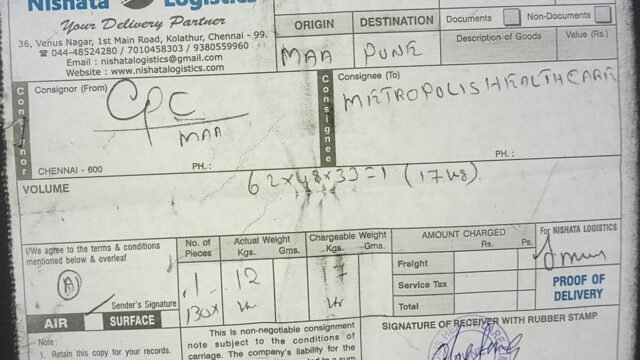 Nishata Logistics
Your Delivery Partner
36, Venus Nagar, 1st Main Road, Kolathur, Chennai - 99.
☎ 044-48524280 / 7010458303 / 9380559960
Email : nishatalogistics@gmail.com
Website : www.nishatalogistics.com
ORIGIN
DESTINATION
MAA
PUNE
Documents
Non-Documents
Description of Goods
Value (Rs.)
Consignor
Consignor (From)
CPC
MAA
CHENNAI - 600
PH. :
Consignee
Consignee (To)
METROPOLIS HEALTHCARE
PH. :
VOLUME
62x48x33=1 (17 kg)
I/We agree to the terms & conditions
mentioned below & overleaf
Sender's Signature
AIR
SURFACE
No. of Pieces
Actual Weight
Kgs. Gms.
Chargeable Weight
Kgs. Gms.
1
12
17
Box
AMOUNT CHARGED
Rs. Ps.
Freight
Service Tax
Total
For NISHATA LOGISTICS
PROOF OF
DELIVERY
SIGNATURE OF RECEIVER WITH RUBBER STAMP
Note :
1. Retain this copy for your records.
This is non-negotiable consignment
note subject to the conditions of
carriage. The company's liability for the